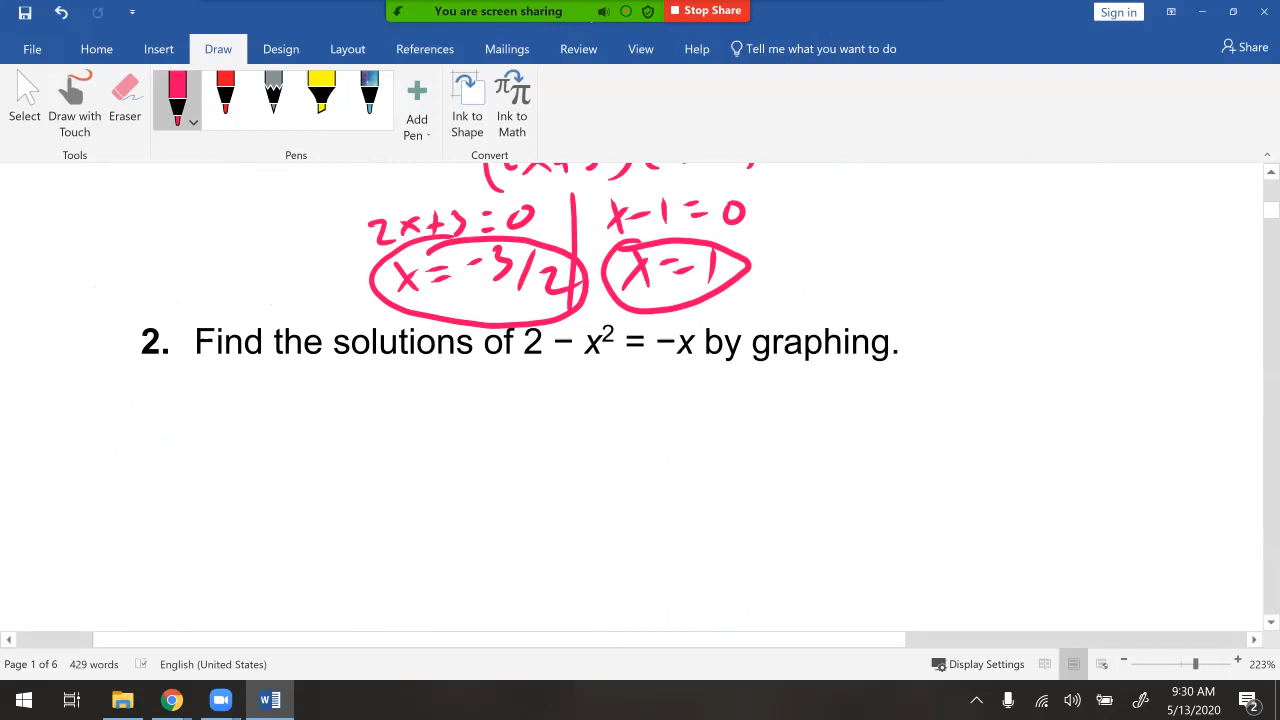 You are screen sharing Stop Share
Sign in
File Home Insert Draw Design Layout References Mailings Review View Help Tell me what you want to do Share
Select Draw with Touch Eraser Add Pen Ink to Shape Ink to Math
Tools Pens Convert
2x+3=0 x-1=0
x=-3/2 x=1
2. Find the solutions of 2 − x² = −x by graphing.
Page 1 of 6 429 words English (United States) Display Settings 223%
9:30 AM
5/13/2020
2